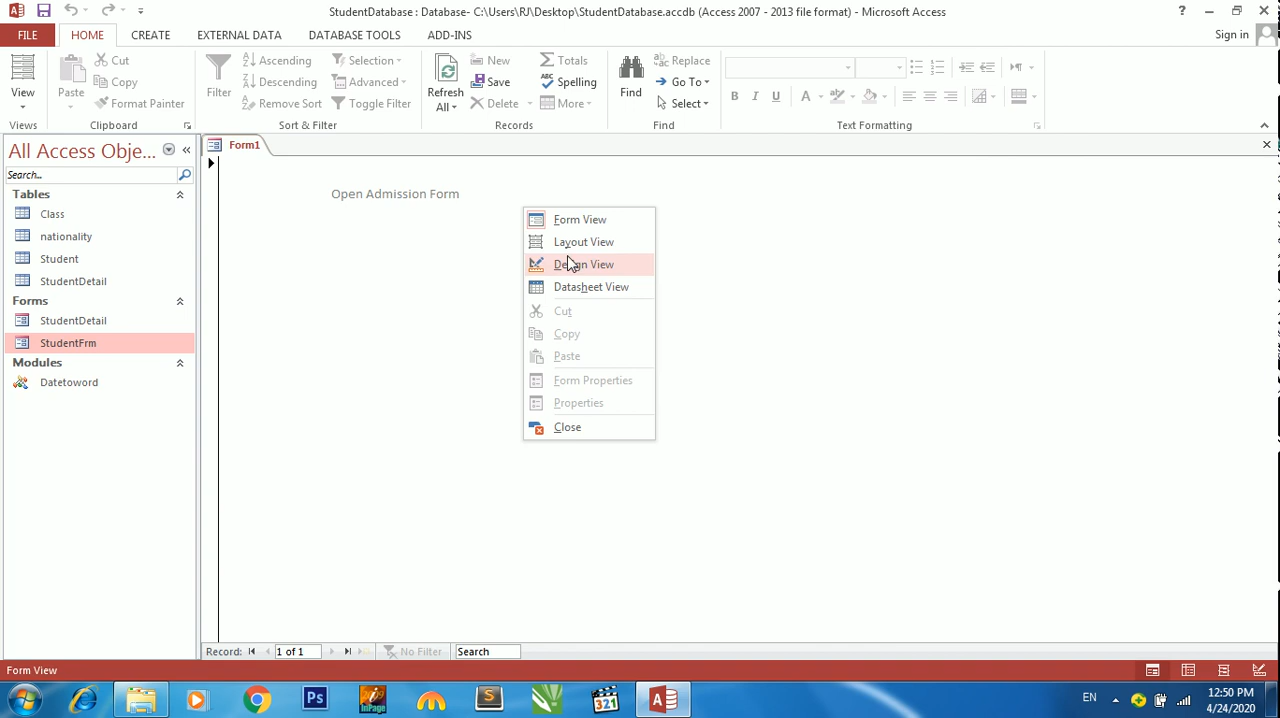 StudentDatabase : Database- C:\Users\RJ\Desktop\StudentDatabase.accdb (Access 2007 - 2013 file format) - Microsoft Access
FILE HOME CREATE EXTERNAL DATA DATABASE TOOLS ADD-INS Sign in
View
Views
Paste
Cut
Copy
Format Painter
Clipboard
Filter
Ascending
Descending
Remove Sort
Selection
Advanced
Toggle Filter
Sort & Filter
Refresh
All
New
Save
Delete
Totals
Spelling
More
Records
Find
Replace
Go To
Select
Find
B I U A
Text Formatting
All Access Obje...
Search...
Tables
Class
nationality
Student
StudentDetail
Forms
StudentDetail
StudentFrm
Modules
Datetoword
Form1
Open Admission Form
Form View
Layout View
Design View
Datasheet View
Cut
Copy
Paste
Form Properties
Properties
Close
Record: 1 of 1 No Filter Search
Form View
Ps
InPage
S
321
EN
12:50 PM
4/24/2020